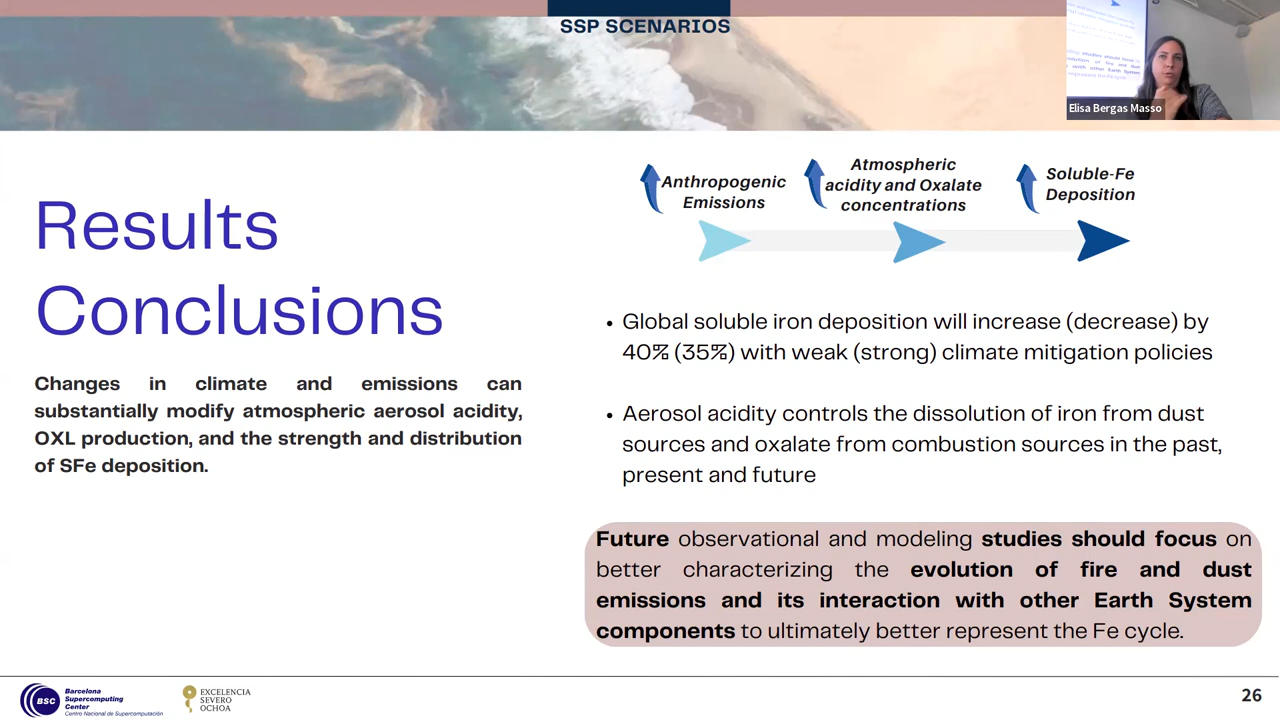 SSP SCENARIOS
Elisa Bergas Masso
Results
Conclusions
Changes in climate and emissions can
substantially modify atmospheric aerosol acidity,
OXL production, and the strength and distribution
of SFe deposition.
Anthropogenic
Emissions
Atmospheric
acidity and Oxalate
concentrations
Soluble-Fe
Deposition
• Global soluble iron deposition will increase (decrease) by
40% (35%) with weak (strong) climate mitigation policies
• Aerosol acidity controls the dissolution of iron from dust
sources and oxalate from combustion sources in the past,
present and future
Future observational and modeling studies should focus on
better characterizing the evolution of fire and dust
emissions and its interaction with other Earth System
components to ultimately better represent the Fe cycle.
BSC
Barcelona
Supercomputing
Center
Centro Nacional de Supercomputación
EXCELENCIA
SEVERO
OCHOA
26